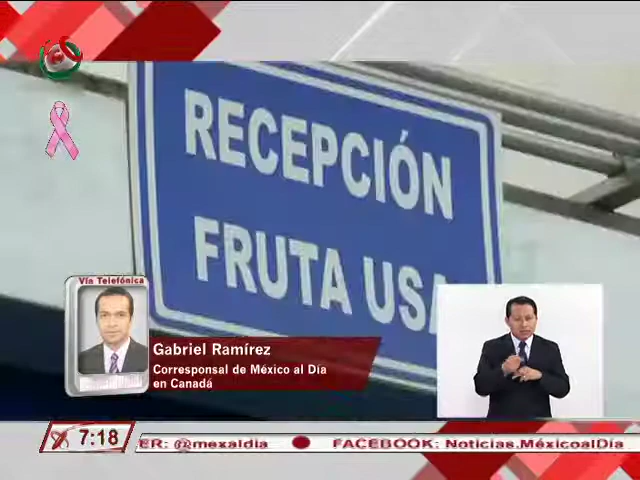 RECEPCIÓN
FRUTA USA
Vía Telefónica
Gabriel Ramírez
Corresponsal de México al Día
en Canadá
7:18
ER: @mexaldia
FACEBOOK: Noticias.MéxicoalDía